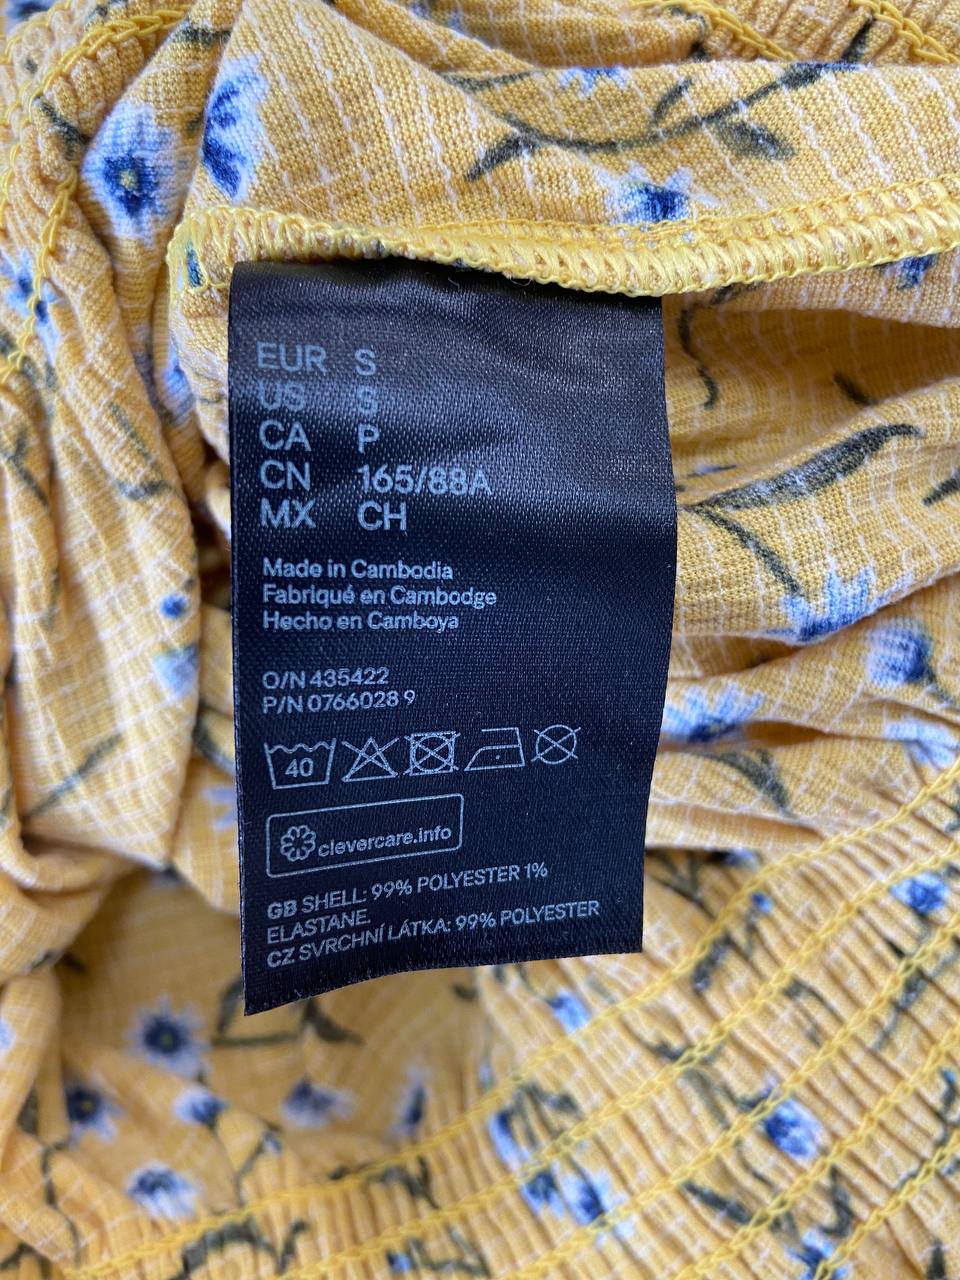 EUR S
US S
CA P
CN 165/88A
MX CH
Made in Cambodia
Fabriqué en Cambodge
Hecho en Camboya
O/N 435422
P/N 0766028 9
40
clevercare.info
GB SHELL: 99% POLYESTER 1%
ELASTANE.
CZ SVRCHNÍ LÁTKA: 99% POLYESTER